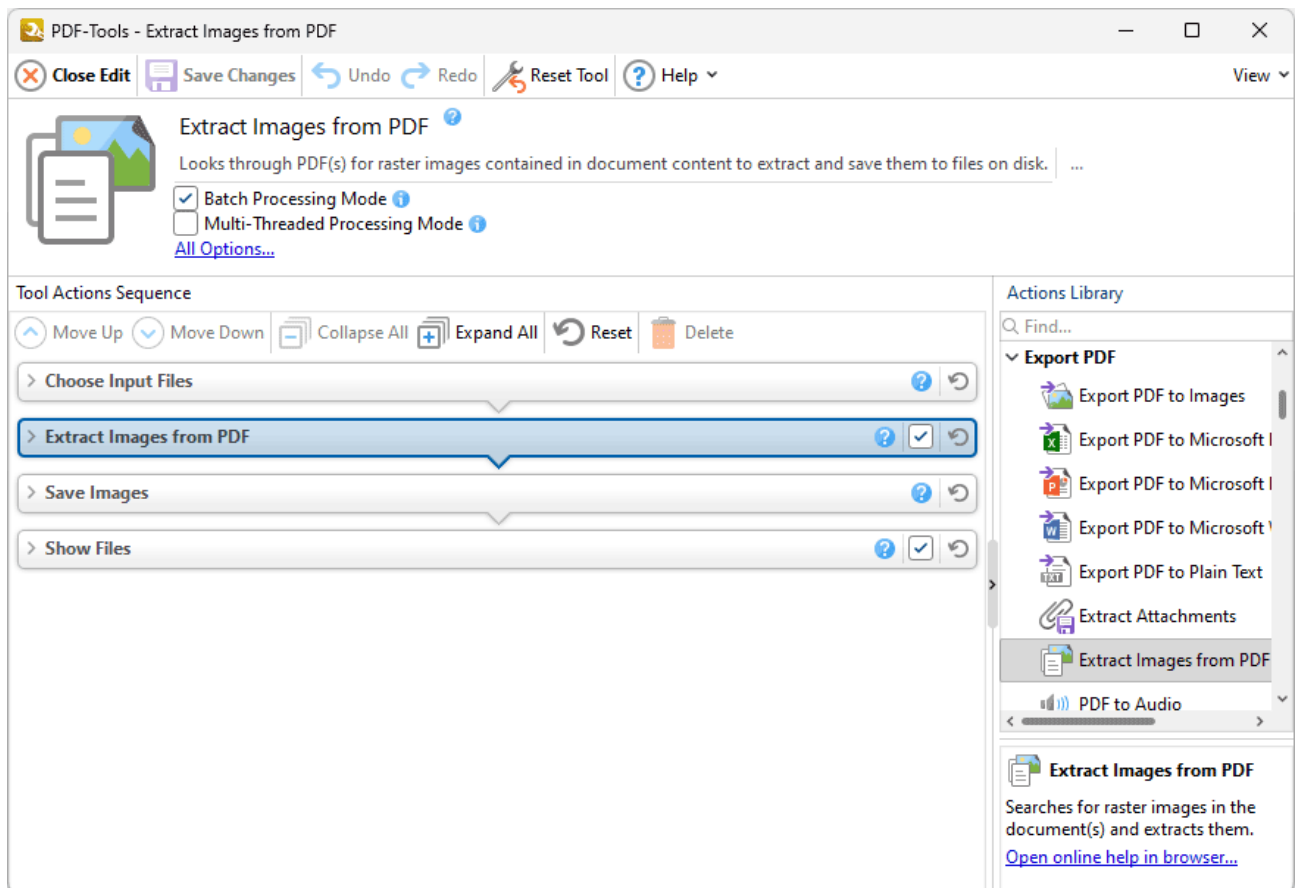 PDF-Tools - Extract Images from PDF
Close Edit Save Changes Undo Redo Reset Tool Help View
Extract Images from PDF
Looks through PDF(s) for raster images contained in document content to extract and save them to files on disk. ...
Batch Processing Mode
Multi-Threaded Processing Mode
All Options...
Tool Actions Sequence
Move Up Move Down Collapse All Expand All Reset Delete
Choose Input Files
Extract Images from PDF
Save Images
Show Files
Actions Library
Find...
Export PDF
Export PDF to Images
Export PDF to Microsoft
Export PDF to Microsoft
Export PDF to Microsoft
Export PDF to Plain Text
Extract Attachments
Extract Images from PDF
PDF to Audio
Extract Images from PDF
Searches for raster images in the
document(s) and extracts them.
Open online help in browser...